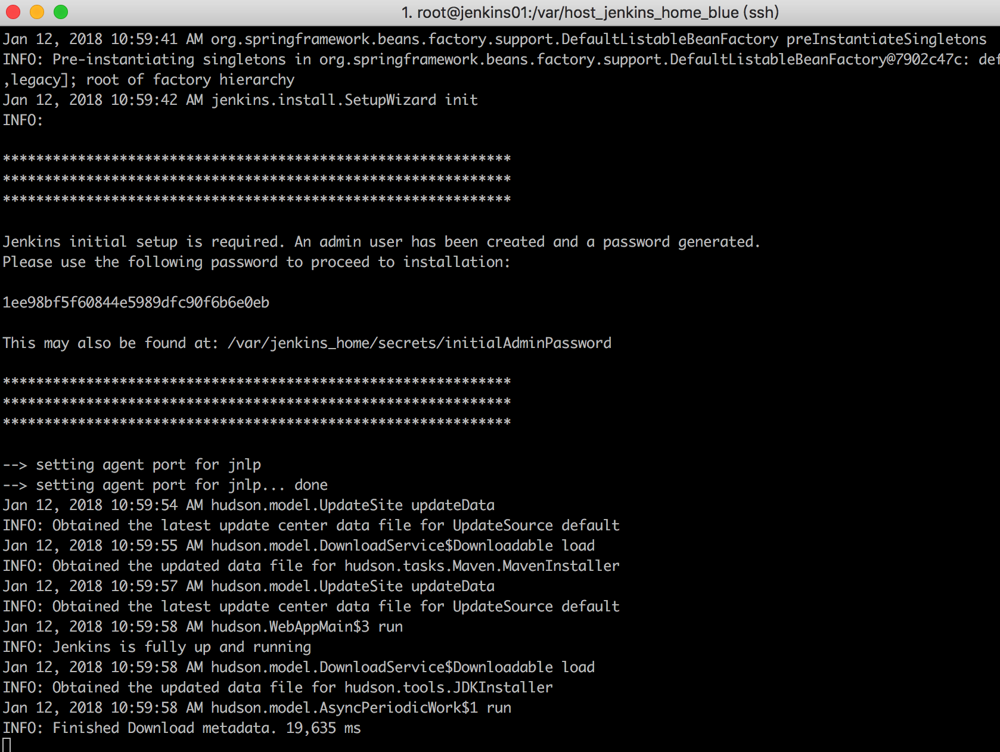 1. root@jenkins01:/var/host_jenkins_home_blue (ssh)
Jan 12, 2018 10:59:41 AM org.springframework.beans.factory.support.DefaultListableBeanFactory preInstantiateSingletons
INFO: Pre-instantiating singletons in org.springframework.beans.factory.support.DefaultListableBeanFactory@7902c47c: def
,legacy]; root of factory hierarchy
Jan 12, 2018 10:59:42 AM jenkins.install.SetupWizard init
INFO:
*************************************************************
*************************************************************
*************************************************************
Jenkins initial setup is required. An admin user has been created and a password generated.
Please use the following password to proceed to installation:
1ee98bf5f60844e5989dfc90f6b6e0eb
This may also be found at: /var/jenkins_home/secrets/initialAdminPassword
*************************************************************
*************************************************************
*************************************************************
--> setting agent port for jnlp
--> setting agent port for jnlp... done
Jan 12, 2018 10:59:54 AM hudson.model.UpdateSite updateData
INFO: Obtained the latest update center data file for UpdateSource default
Jan 12, 2018 10:59:55 AM hudson.model.DownloadService$Downloadable load
INFO: Obtained the updated data file for hudson.tasks.Maven.MavenInstaller
Jan 12, 2018 10:59:57 AM hudson.model.UpdateSite updateData
INFO: Obtained the latest update center data file for UpdateSource default
Jan 12, 2018 10:59:58 AM hudson.WebAppMain$3 run
INFO: Jenkins is fully up and running
Jan 12, 2018 10:59:58 AM hudson.model.DownloadService$Downloadable load
INFO: Obtained the updated data file for hudson.tools.JDKInstaller
Jan 12, 2018 10:59:58 AM hudson.model.AsyncPeriodicWork$1 run
INFO: Finished Download metadata. 19,635 ms